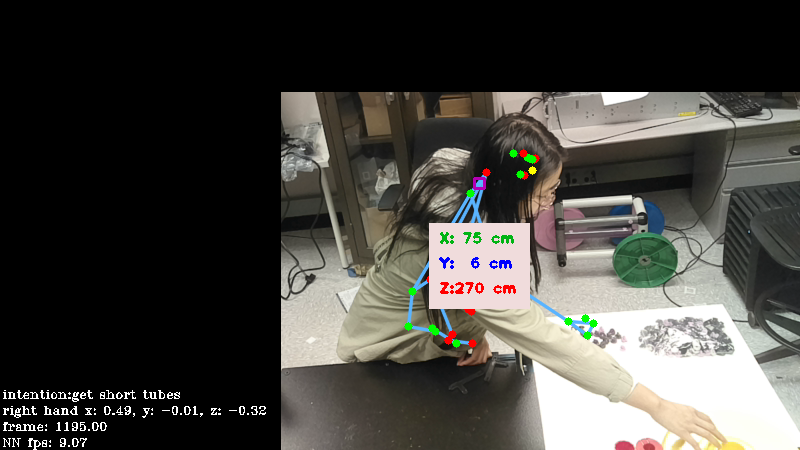 X: 75 cm
Y: 6 cm
Z:270 cm
intention:get short tubes
right hand x: 0.49, y: −0.01, z: −0.32
frame: 1195.00
NN fps: 9.07